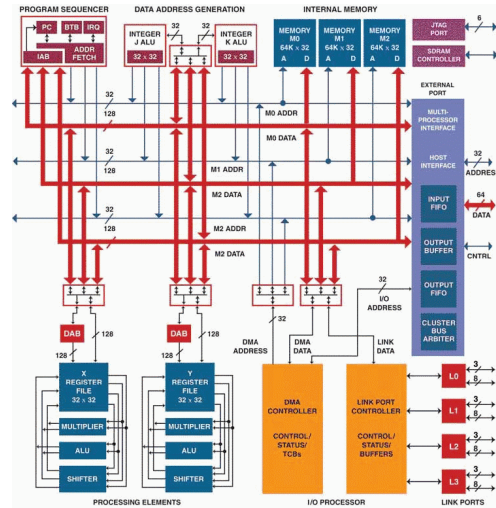 PROGRAM SEQUENCER
DATA ADDRESS GENERATION
INTERNAL MEMORY
PC
BTB
IRQ
IAB
ADDR
FETCH
INTEGER
J ALU
32 x 32
32
32
INTEGER
K ALU
32 x 32
MEMORY
M0
64K x 32
A D
MEMORY
M1
64K x 32
A D
MEMORY
M2
64K x 32
A D
JTAG
PORT
6
SDRAM
CONTROLLER
EXTERNAL
PORT
MULTI-
PROCESSOR
INTERFACE
HOST
INTERFACE
INPUT
FIFO
OUTPUT
BUFFER
OUTPUT
FIFO
CLUSTER
BUS
ARBITER
32
ADDRES
64
DATA
CNTRL
32
128
M0 ADDR
M0 DATA
32
128
M1 ADDR
M2 DATA
32
128
M2 ADDR
M2 DATA
32
I/O
ADDRESS
32
DMA
ADDRESS
DMA
DATA
LINK
DATA
DAB
128
128
DAB
128
128
X
REGISTER
FILE
32 x 32
MULTIPLIER
ALU
SHIFTER
Y
REGISTER
FILE
32 x 32
MULTIPLIER
ALU
SHIFTER
DMA
CONTROLLER
CONTROL/
STATUS/
TCBs
LINK PORT
CONTROLLER
CONTROL/
STATUS/
BUFFERS
L0
3
8
L1
3
8
L2
3
8
L3
3
8
PROCESSING ELEMENTS
I/O PROCESSOR
LINK PORTS